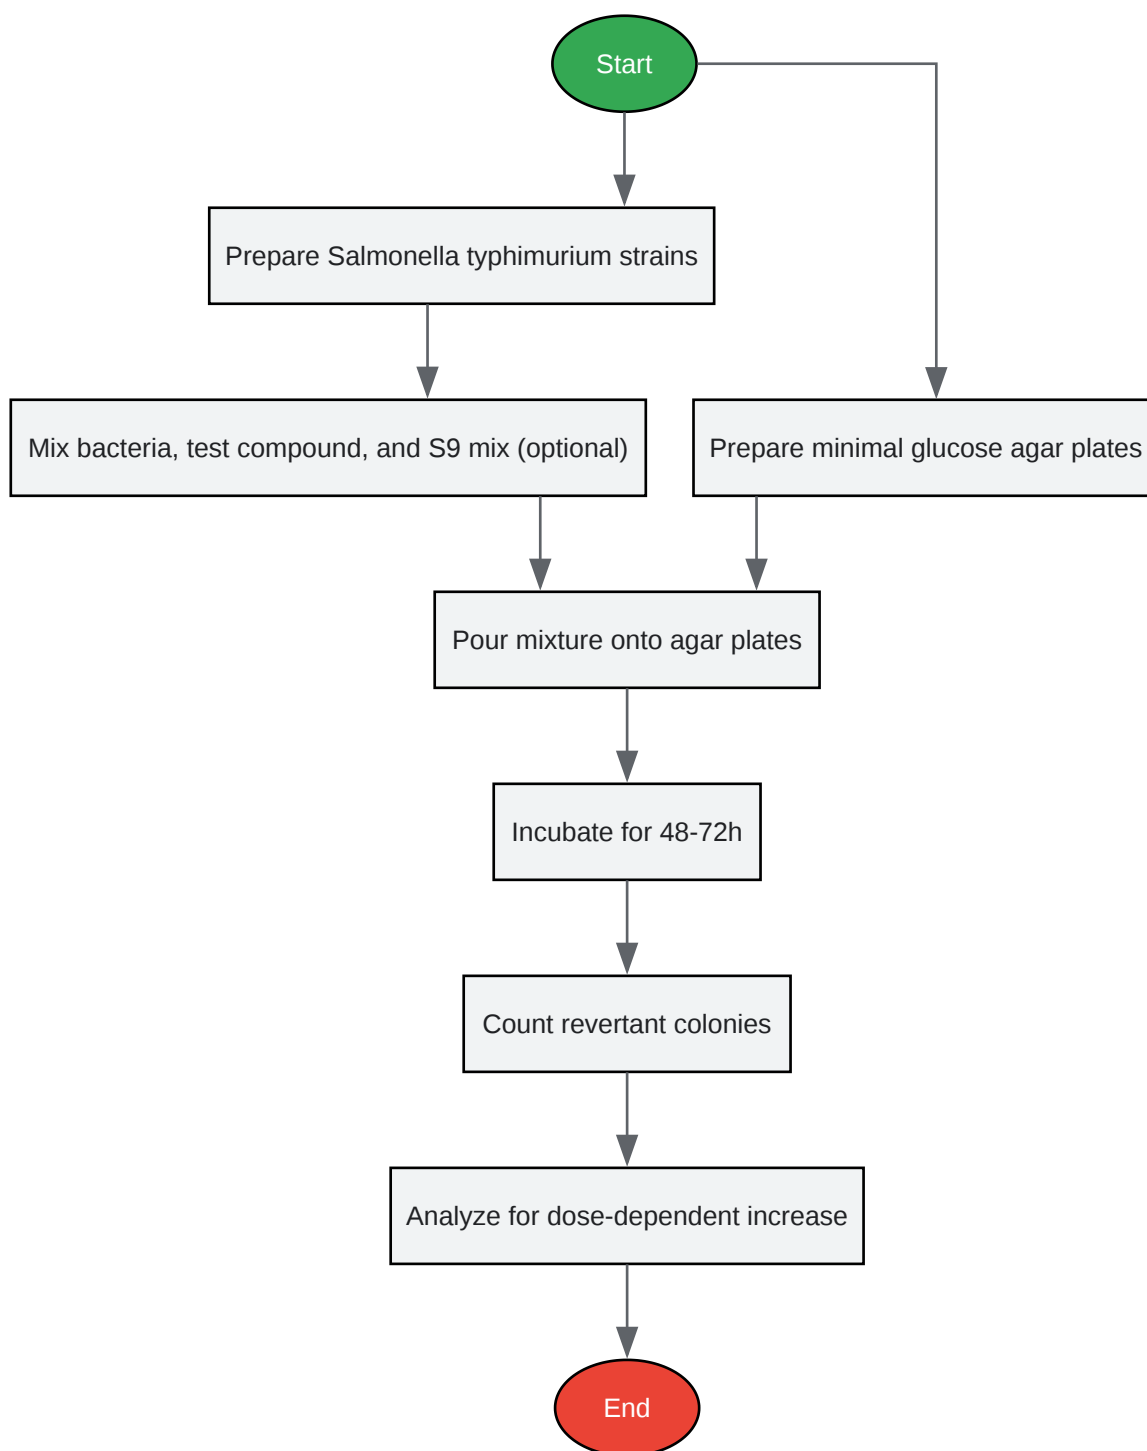 Start
Prepare Salmonella typhimurium strains
Mix bacteria, test compound, and S9 mix (optional)
Prepare minimal glucose agar plates
Pour mixture onto agar plates
Incubate for 48-72h
Count revertant colonies
Analyze for dose-dependent increase
End